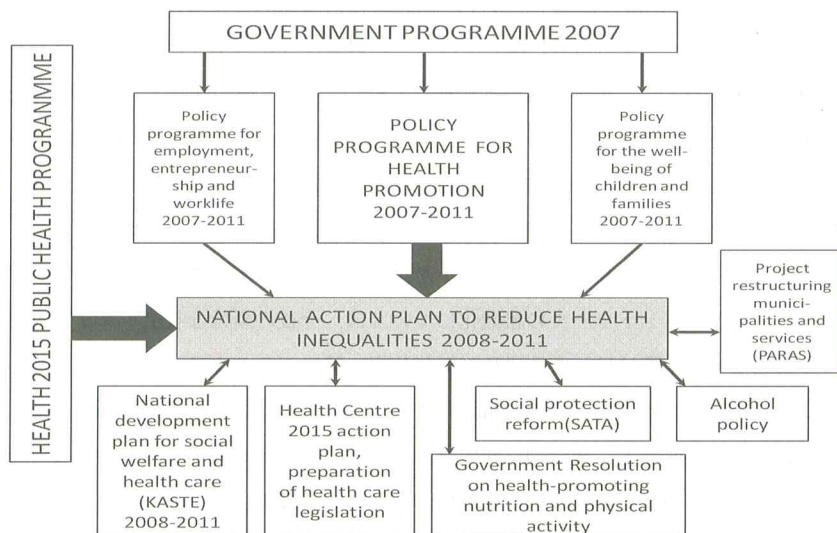 GOVERNMENT PROGRAMME 2007
HEALTH 2015 PUBLIC HEALTH PROGRANMME
Policy
programme for
employment,
entrepreneur-
ship and
worklife
2007-2011
POLICY
PROGRAMME FOR
HEALTH
PROMOTION
2007-2011
Policy
programme
for the well-
being of
children and
families
2007-2011
NATIONAL ACTION PLAN TO REDUCE HEALTH
INEQUALITIES 2008-2011
Project
restructuring
munici-
palities and
services
(PARAS)
National
development
plan for social
welfare and
health care
(KASTE)
2008-2011
Health Centre
2015 action
plan,
preparation
of health care
legislation
Government Resolution
on health-promoting
nutrition and physical
activity
Social protection
reform(SATA)
Alcohol
policy